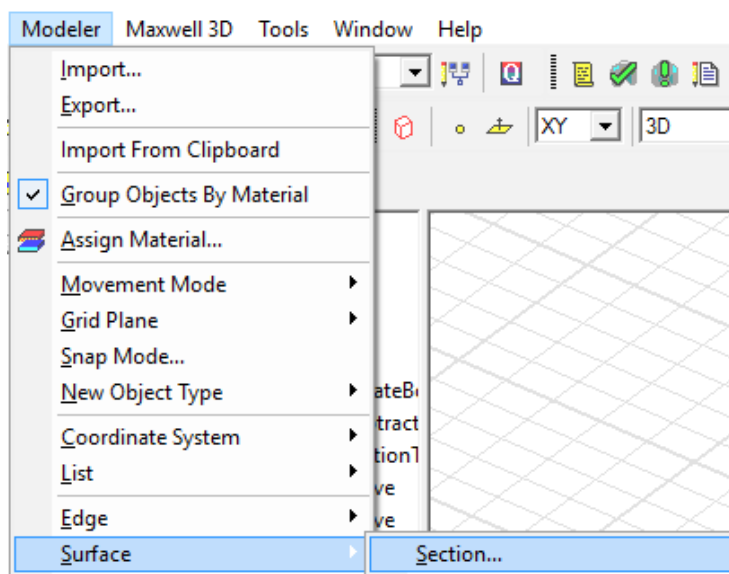 Modeler Maxwell 3D Tools Window Help
Import...
Export...
XY 3D
Import From Clipboard
Group Objects By Material
Assign Material...
Movement Mode
Grid Plane
Snap Mode...
New Object Type
Coordinate System
List
Edge
Surface Section...